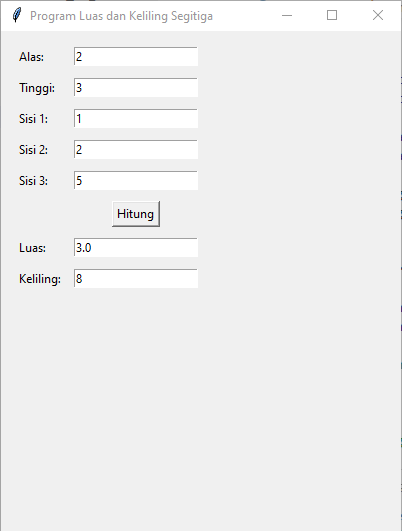 Program Luas dan Keliling Segitiga
Alas: 2
Tinggi: 3
Sisi 1: 1
Sisi 2: 2
Sisi 3: 5
Hitung
Luas: 3.0
Keliling: 8